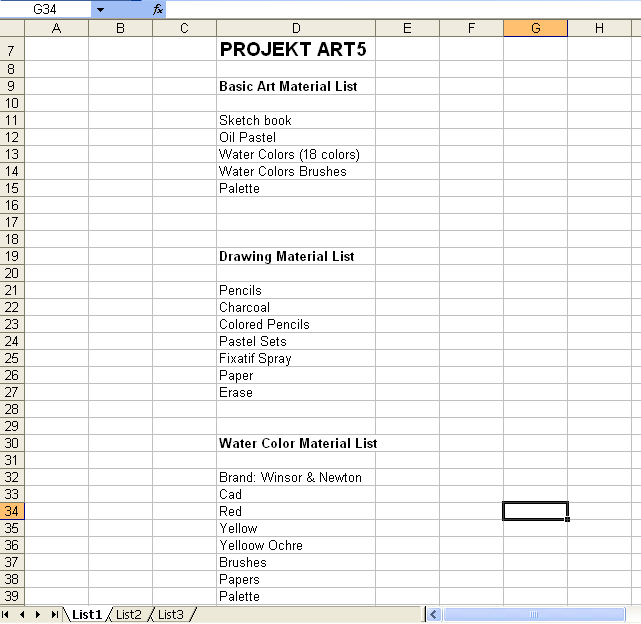 G34 fx
A B C D E F G H
7 PROJEKT ART5
8
9 Basic Art Material List
10
11 Sketch book
12 Oil Pastel
13 Water Colors (18 colors)
14 Water Colors Brushes
15 Palette
16
17
18
19 Drawing Material List
20
21 Pencils
22 Charcoal
23 Colored Pencils
24 Pastel Sets
25 Fixatif Spray
26 Paper
27 Erase
28
29
30 Water Color Material List
31
32 Brand: Winsor & Newton
33 Cad
34 Red
35 Yellow
36 Yelloow Ochre
37 Brushes
38 Papers
39 Palette
List1 List2 List3